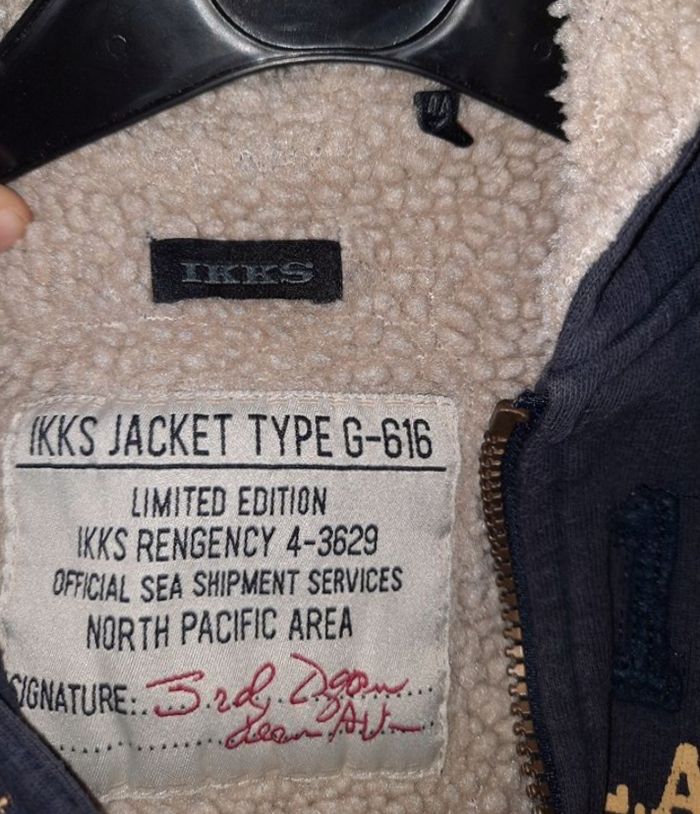 IKKS
IKKS JACKET TYPE G-616
LIMITED EDITION
IKKS RENGENCY 4-3629
OFFICIAL SEA SHIPMENT SERVICES
NORTH PACIFIC AREA
SIGNATURE: 3rd
.A